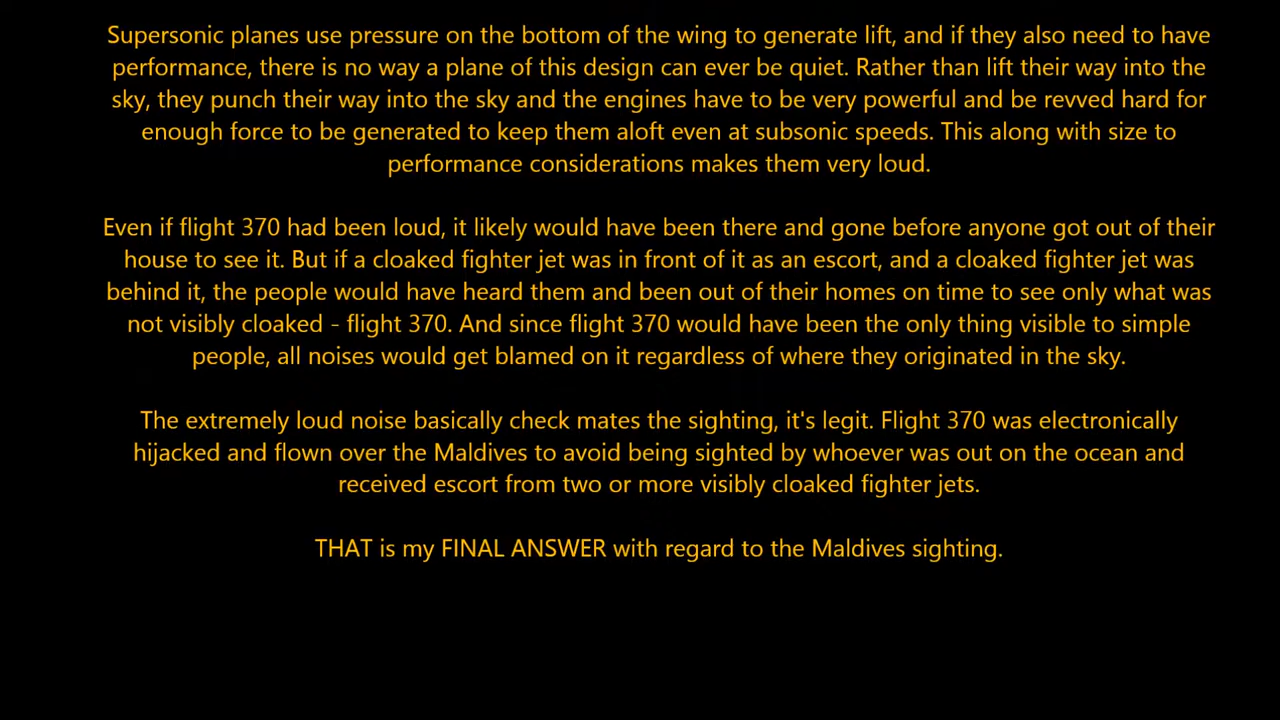 Supersonic planes use pressure on the bottom of the wing to generate lift, and if they also need to have
performance, there is no way a plane of this design can ever be quiet. Rather than lift their way into the
sky, they punch their way into the sky and the engines have to be very powerful and be revved hard for
enough force to be generated to keep them aloft even at subsonic speeds. This along with size to
performance considerations makes them very loud.
Even if flight 370 had been loud, it likely would have been there and gone before anyone got out of their
house to see it. But if a cloaked fighter jet was in front of it as an escort, and a cloaked fighter jet was
behind it, the people would have heard them and been out of their homes on time to see only what was
not visibly cloaked - flight 370. And since flight 370 would have been the only thing visible to simple
people, all noises would get blamed on it regardless of where they originated in the sky.
The extremely loud noise basically check mates the sighting, it's legit. Flight 370 was electronically
hijacked and flown over the Maldives to avoid being sighted by whoever was out on the ocean and
received escort from two or more visibly cloaked fighter jets.
THAT is my FINAL ANSWER with regard to the Maldives sighting.